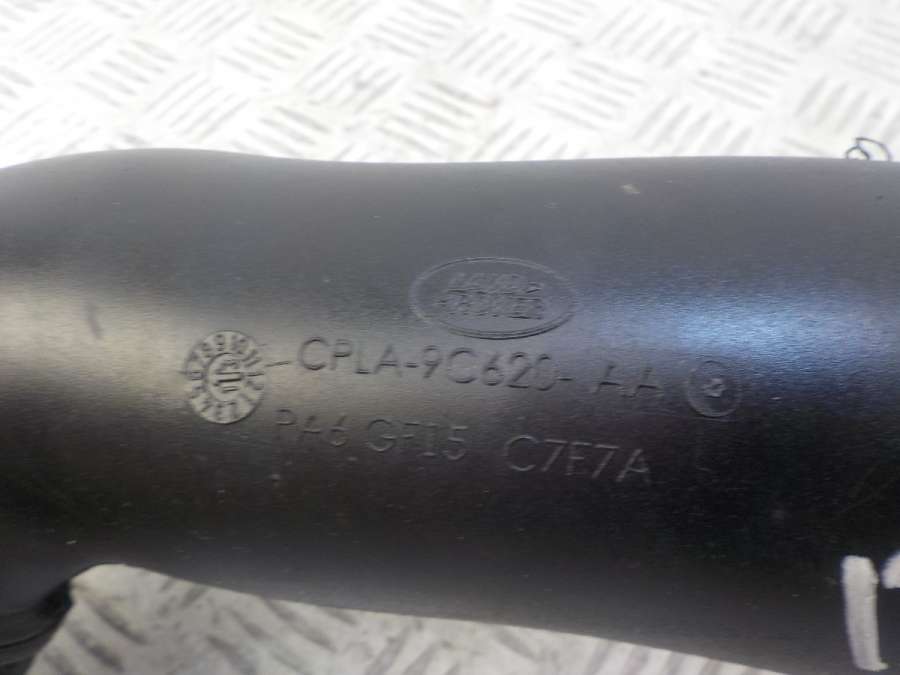 LAND-
ROVER
CPLA-9C620- AA
PA6 GF15 C7E7A